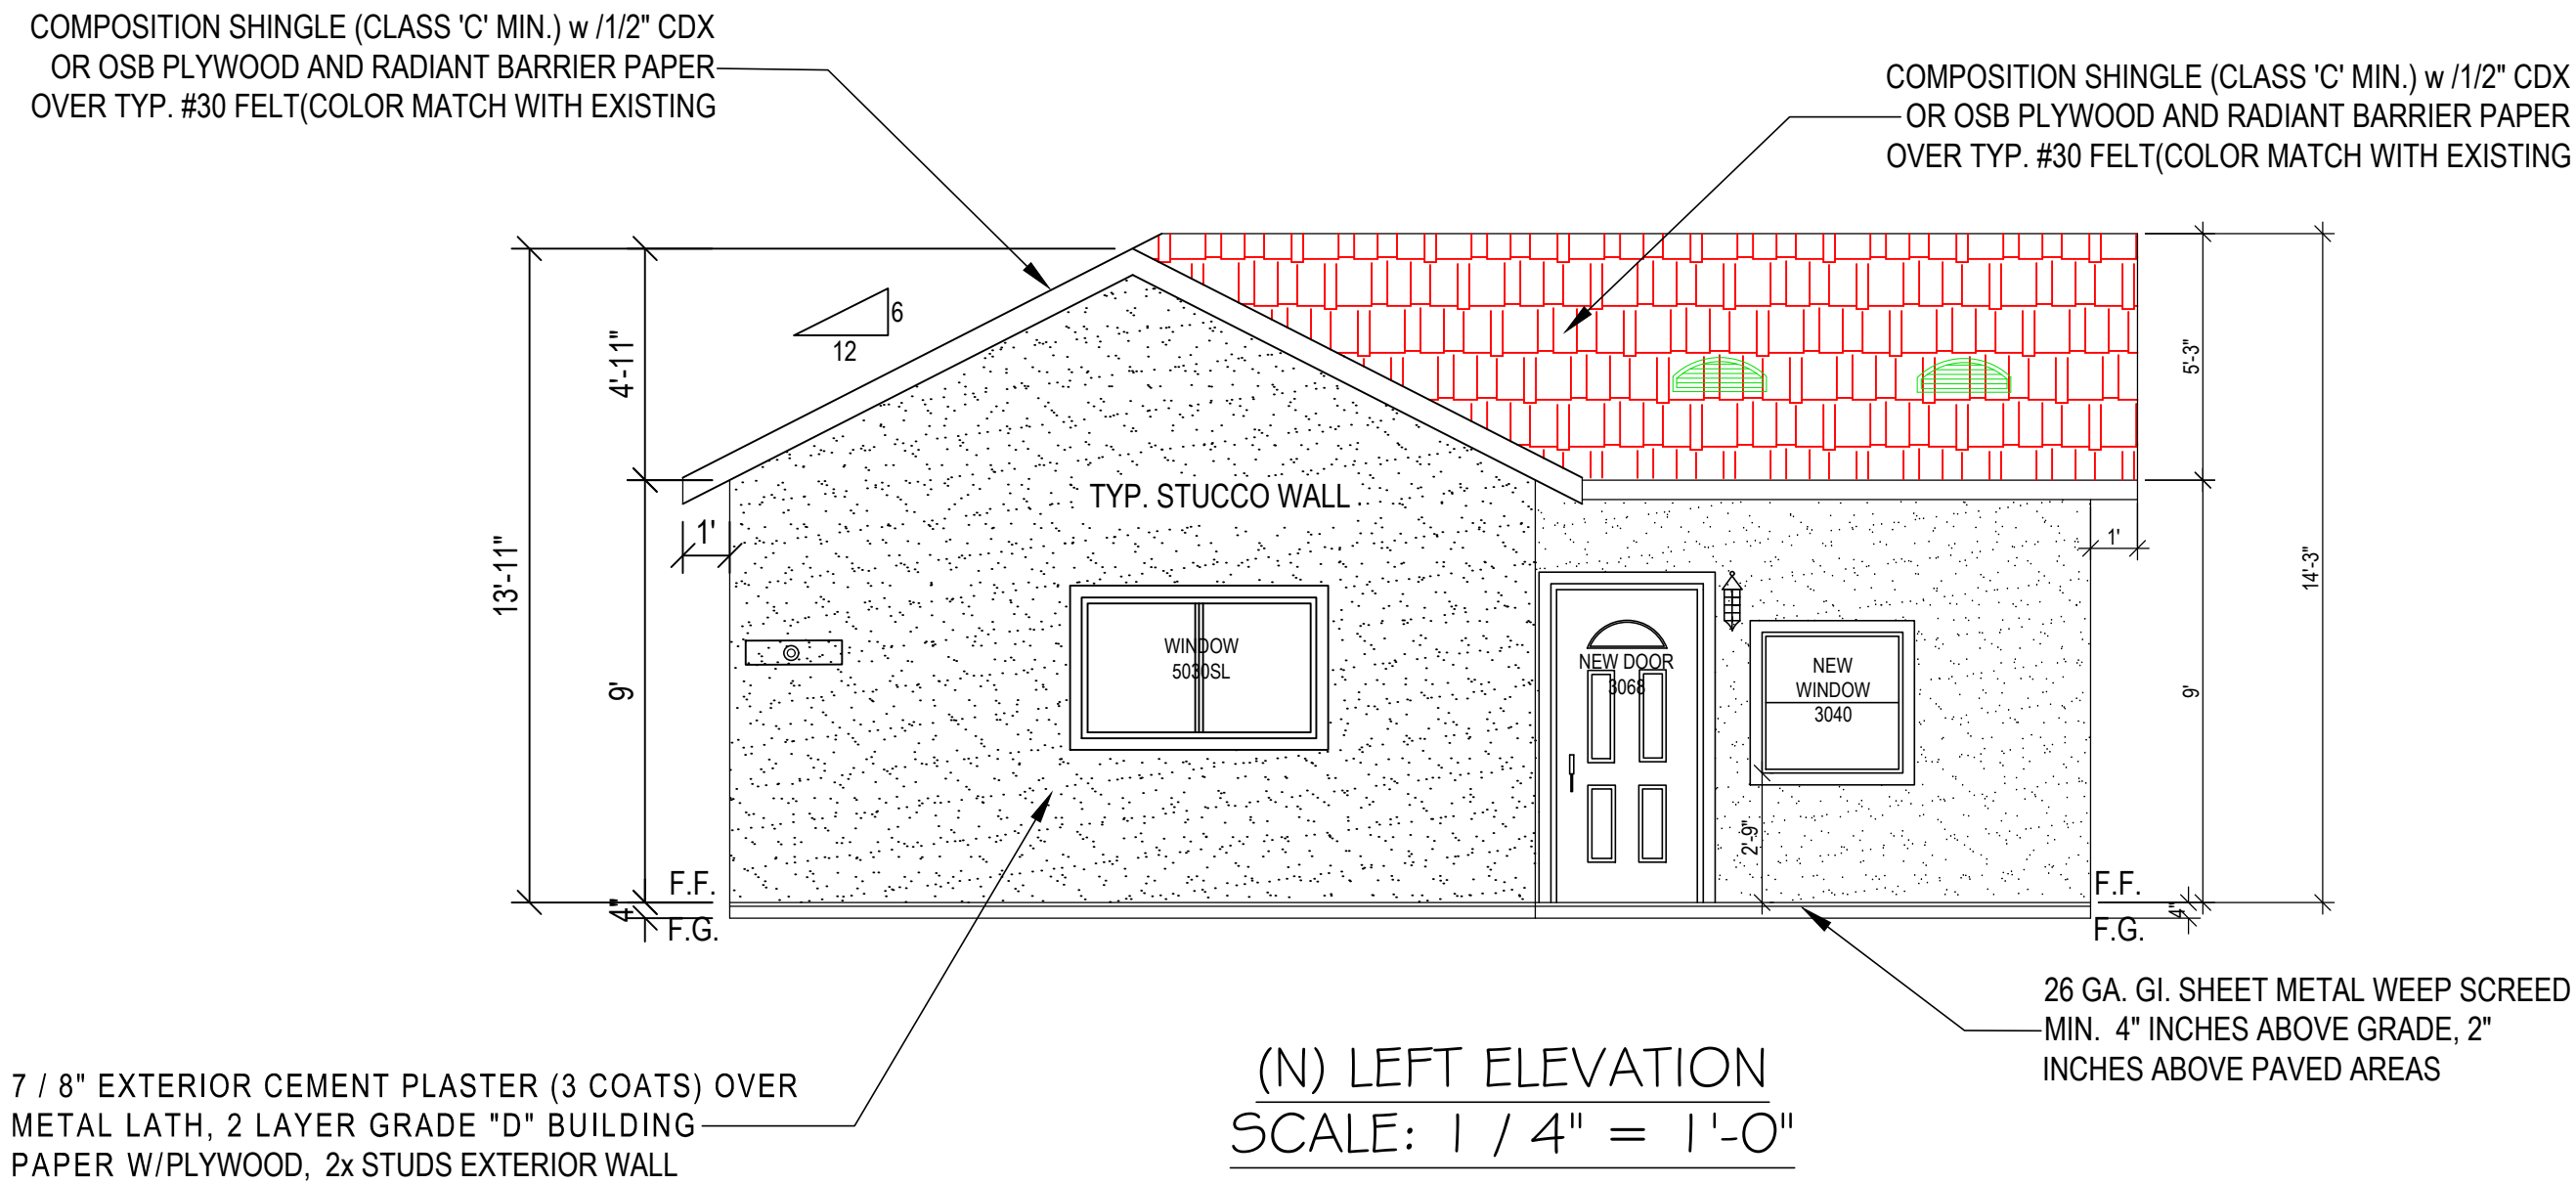 COMPOSITION SHINGLE (CLASS 'C' MIN.) w /1/2" CDX
OR OSB PLYWOOD AND RADIANT BARRIER PAPER
OVER TYP. #30 FELT(COLOR MATCH WITH EXISTING
COMPOSITION SHINGLE (CLASS 'C' MIN.) w /1/2" CDX
OR OSB PLYWOOD AND RADIANT BARRIER PAPER
OVER TYP. #30 FELT(COLOR MATCH WITH EXISTING
6
12
4'-11"
13'-11"
9'
1'
4"
F.F.
F.G.
TYP. STUCCO WALL
WINDOW
5030SL
NEW DOOR
3068
NEW
WINDOW
3040
2'-9"
5'-3"
14'-3"
9'
1'
4"
F.F.
F.G.
26 GA. GI. SHEET METAL WEEP SCREED
MIN. 4" INCHES ABOVE GRADE, 2"
INCHES ABOVE PAVED AREAS
7 / 8" EXTERIOR CEMENT PLASTER (3 COATS) OVER
METAL LATH, 2 LAYER GRADE "D" BUILDING
PAPER W/PLYWOOD, 2x STUDS EXTERIOR WALL
(N) LEFT ELEVATION
SCALE: 1 / 4" = 1'-0"